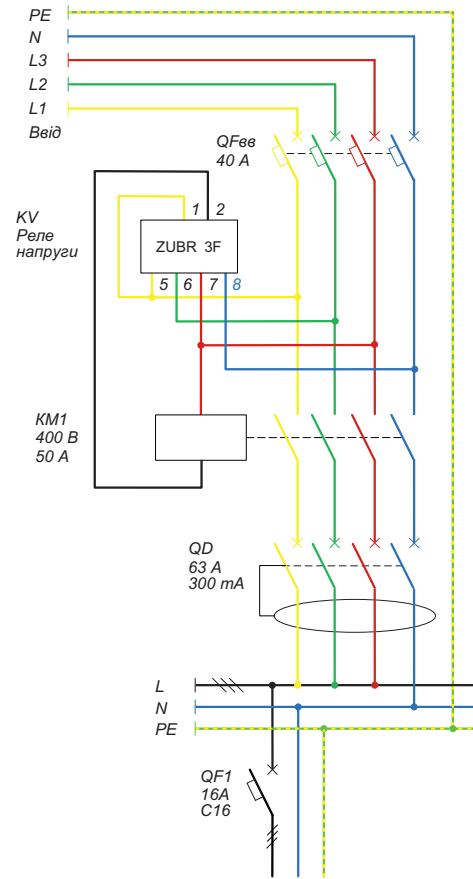 PE
N
L3
L2
L1
Ввід
QFвв
40 А
KV
Реле
напруги
1 2
ZUBR 3F
5 6 7 8
КМ1
400 В
50 А
QD
63 А
300 mA
L
N
PE
QF1
16A
C16